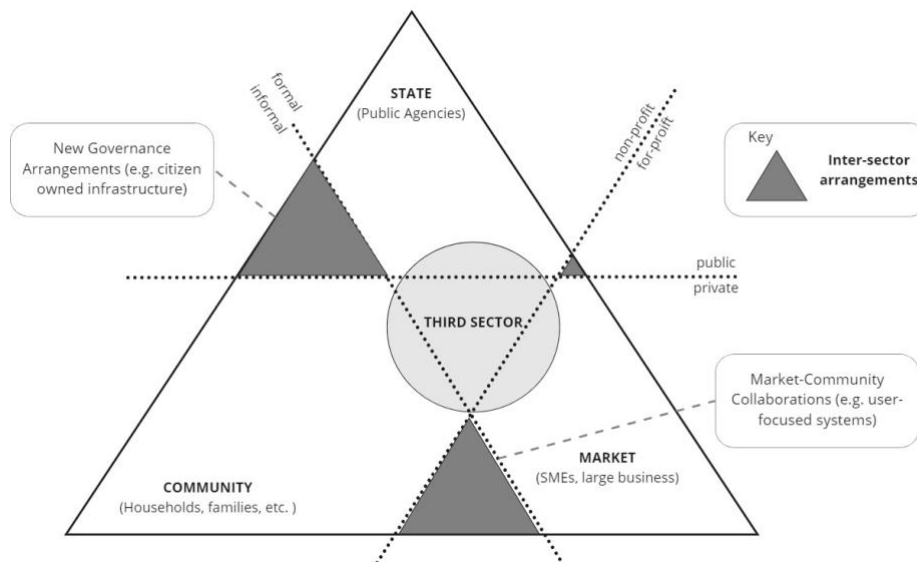 STATE
(Public Agencies)
formal
informal
non-profit
for-proift
New Governance
Arrangements (e.g. citizen
owned infrastructure)
Key
Inter-sector
arrangements
public
private
THIRD SECTOR
Market-Community
Collaborations (e.g. user-
focused systems)
MARKET
(SMEs, large business)
COMMUNITY
(Households, families, etc. )